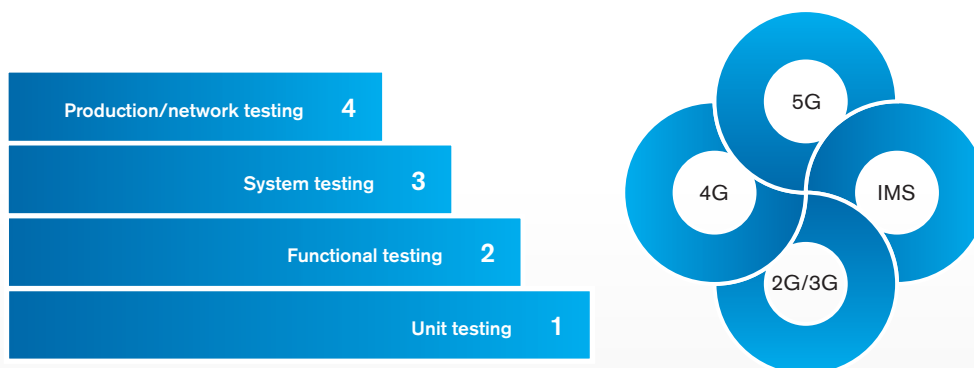 Production/network testing 4
System testing 3
Functional testing 2
Unit testing 1
5G
4G
IMS
2G/3G